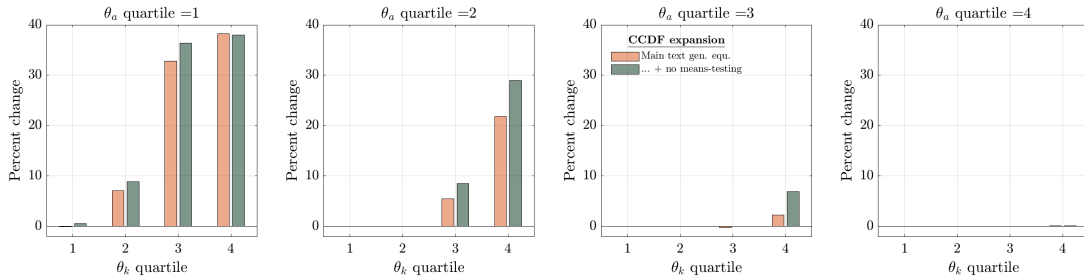 θa quartile =1
θa quartile =2
θa quartile =3
θa quartile =4
Percent change
40
30
20
10
0
1 2 3 4
θk quartile
Percent change
40
30
20
10
0
1 2 3 4
θk quartile
Percent change
40
30
20
10
0
CCDF expansion
Main text gen. equ.
... + no means-testing
1 2 3 4
θk quartile
Percent change
40
30
20
10
0
1 2 3 4
θk quartile